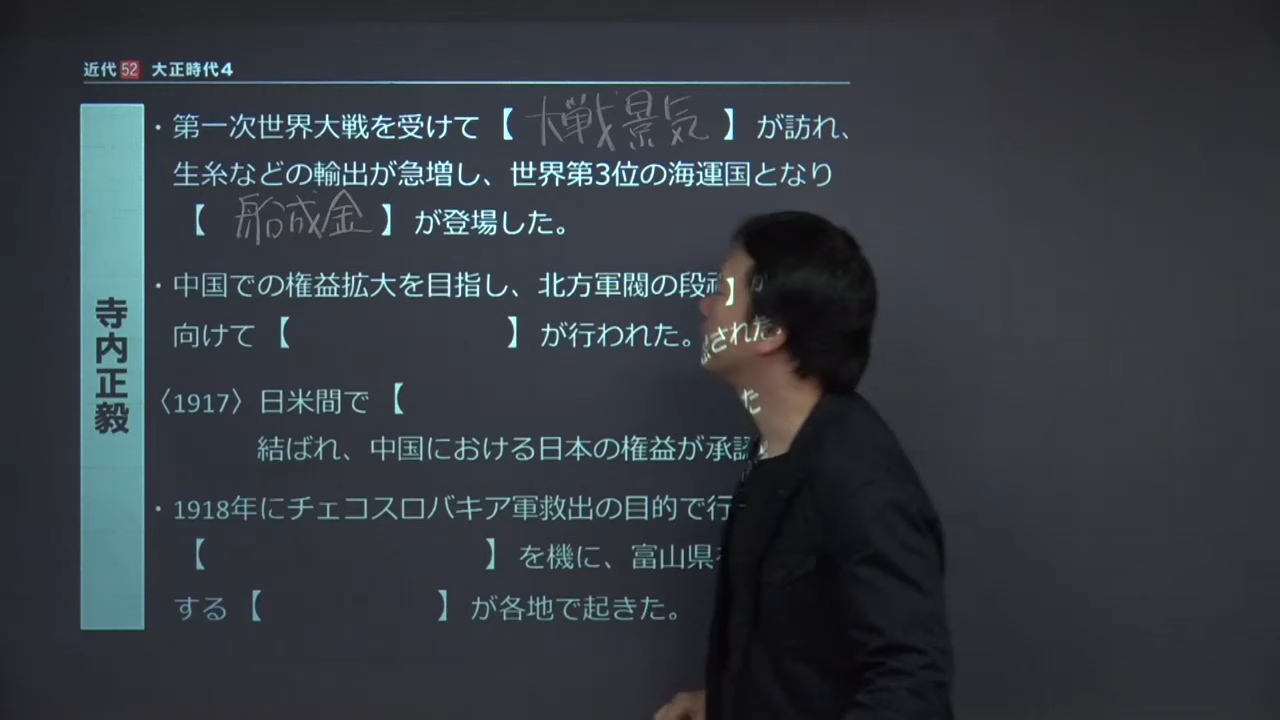 近代52 大正時代4
寺内正毅
・第一次世界大戦を受けて【 大戦景気 】が訪れ、
生糸などの輸出が急増し、世界第3位の海運国となり
【 船成金 】が登場した。
・中国での権益拡大を目指し、北方軍閥の段
向けて【 】が行われた。
〈1917〉日米間で【 】 た
結ばれ、中国における日本の権益が承認された
・1918年にチェコスロバキア軍救出の目的で行
【 】を機に、富山県を
する【 】が各地で起きた。